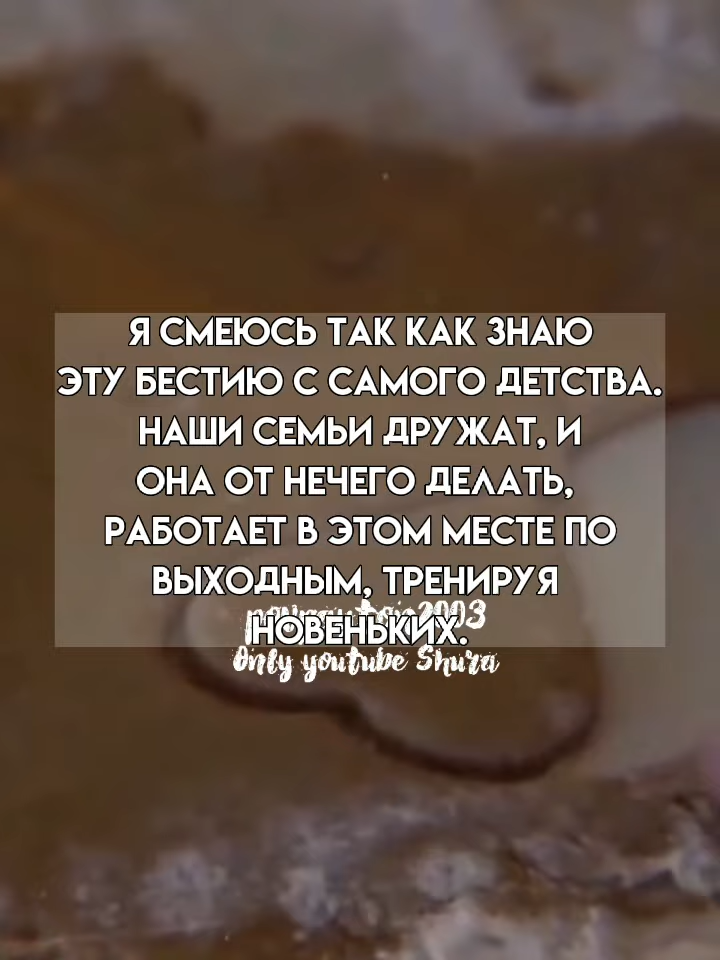 Я СМЕЮСЬ ТАК КАК ЗНАЮ
ЭТУ БЕСТИЮ С САМОГО ДЕТСТВА.
НАШИ СЕМЬИ ДРУЖАТ, И
ОНА ОТ НЕЧЕГО ДЕЛАТЬ,
РАБОТАЕТ В ЭТОМ МЕСТЕ ПО
ВЫХОДНЫМ, ТРЕНИРУЯ
НОВЕНЬКИХ.
Only youtube Shura